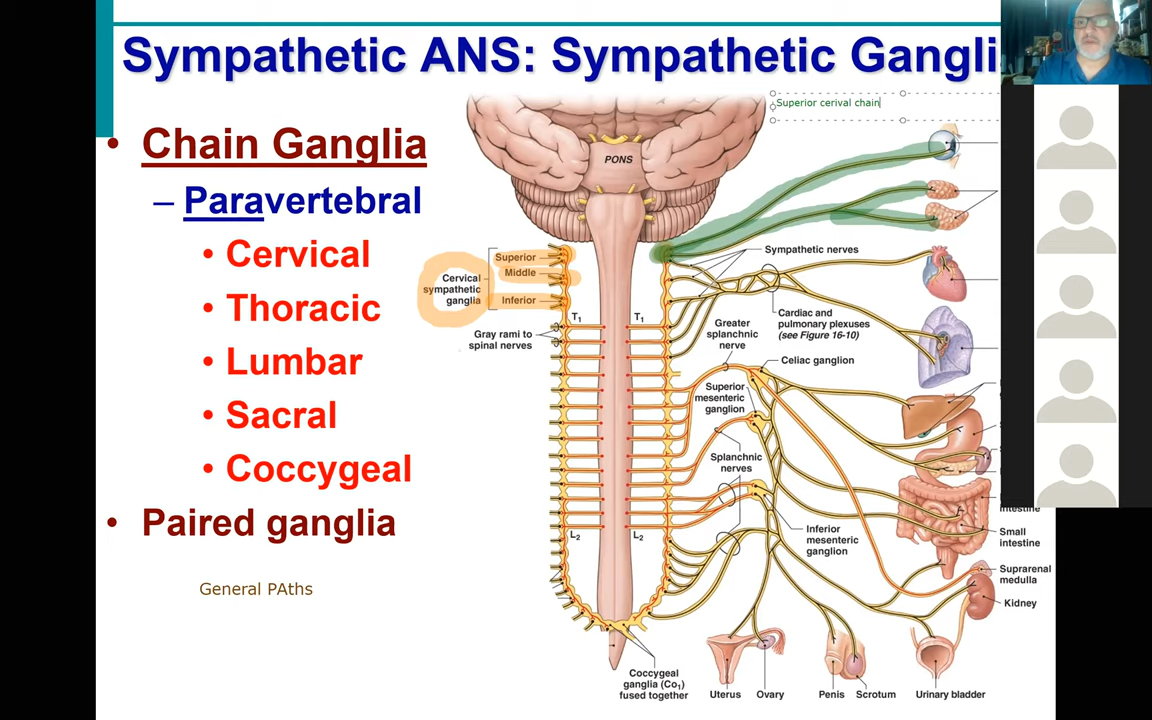 Sympathetic ANS: Sympathetic Gangli
Superior cerival chain
• Chain Ganglia
– Paravertebral
• Cervical
• Thoracic
• Lumbar
• Sacral
• Coccygeal
• Paired ganglia
General PAths
PONS
Superior
Middle
Inferior
Cervical
sympathetic
ganglia
Gray rami to
spinal nerves
T1
T1
L2
L2
Sympathetic nerves
Cardiac and
pulmonary plexuses
(see Figure 16-10)
Greater
splanchnic
nerve
Celiac ganglion
Superior
mesenteric
ganglion
Splanchnic
nerves
Inferior
mesenteric
ganglion
intestine
Small
intestine
Suprarenal
medulla
Kidney
Coccygeal
ganglia (Co1)
fused together
Uterus
Ovary
Penis
Scrotum
Urinary bladder